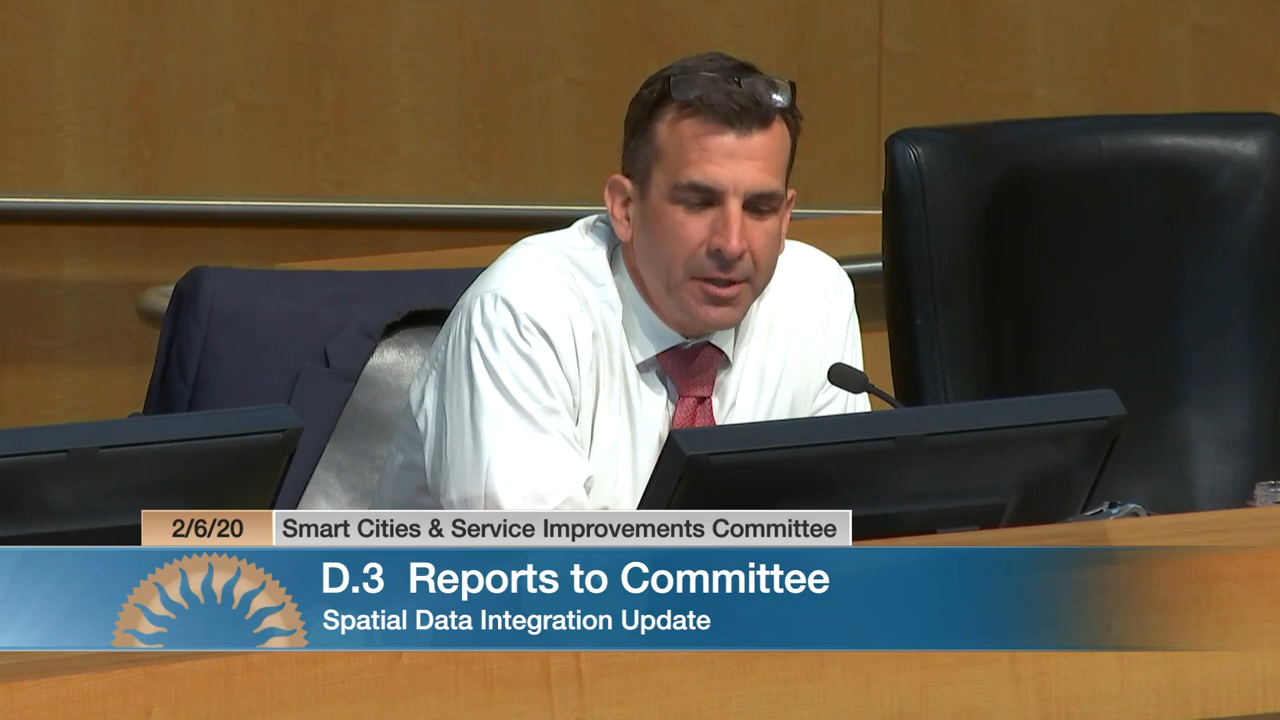 2/6/20 Smart Cities & Service Improvements Committee
D.3 Reports to Committee
Spatial Data Integration Update